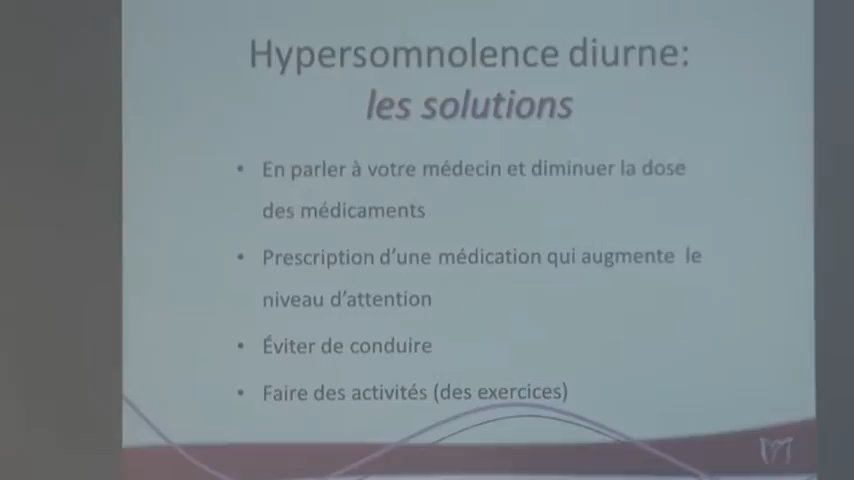 Hypersomnolence diurne:
les solutions
• En parler à votre médecin et diminuer la dose
des médicaments
• Prescription d'une médication qui augmente le
niveau d'attention
• Éviter de conduire
• Faire des activités (des exercices)